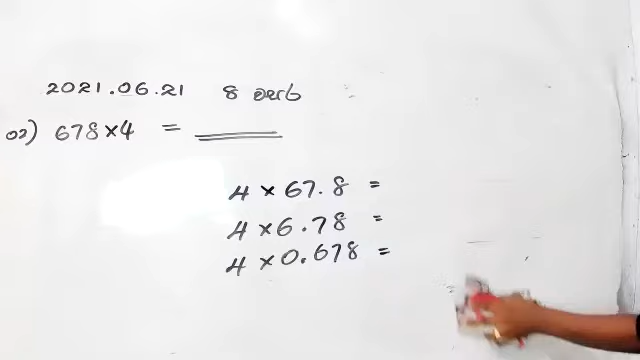 2021.06.21 8
02) 678×4 = 
4 × 67.8 =
4 × 6.78 =
4 × 0.678 =